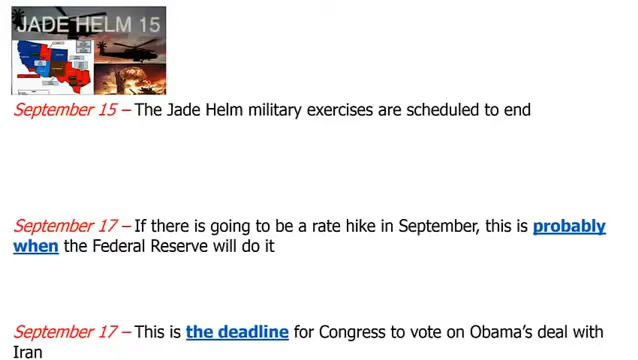 JADE HELM 15
September 15 – The Jade Helm military exercises are scheduled to end
September 17 – If there is going to be a rate hike in September, this is probably
when the Federal Reserve will do it
September 17 – This is the deadline for Congress to vote on Obama’s deal with
Iran